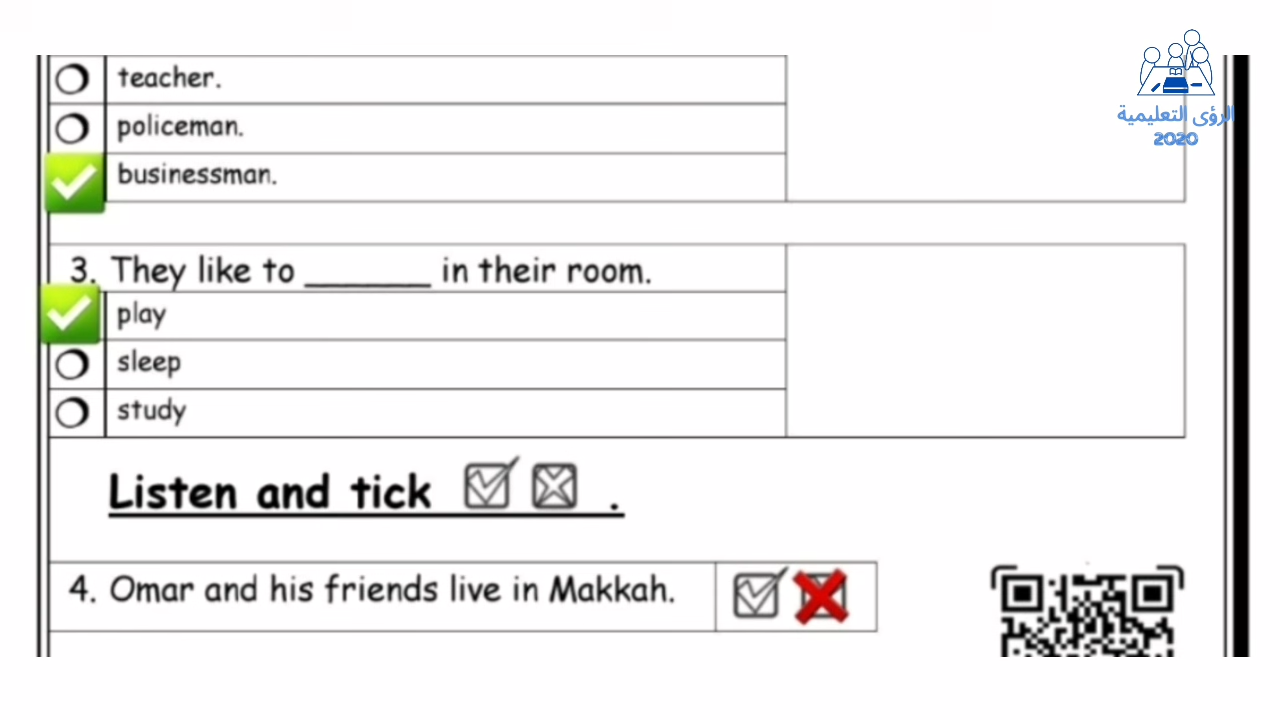 الرؤى التعليمية
2020
teacher.
policeman.
businessman.
3. They like to ______ in their room.
play
sleep
study
Listen and tick .
4. Omar and his friends live in Makkah.